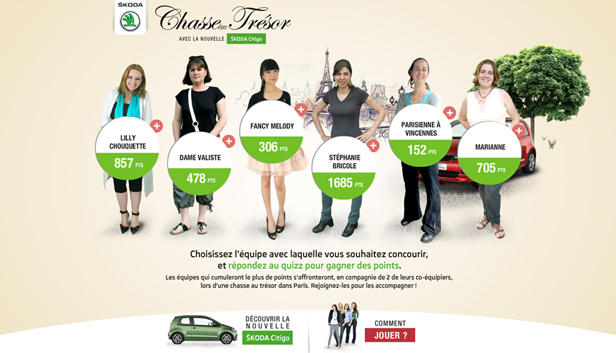 ŠKODA
Chasse au Trésor
AVEC LA NOUVELLE ŠKODA Citigo
LILLY
CHOUQUETTE
857 PTS
DAME VALISTE
478 PTS
FANCY MELODY
306 PTS
STÉPHANIE
BRICOLE
1685 PTS
PARISIENNE À
VINCENNES
152 PTS
MARIANNE
705 PTS
Choisissez l'équipe avec laquelle vous souhaitez concourir,
et répondez au quizz pour gagner des points.
Les équipes qui cumuleront le plus de points s'affronteront, en compagnie de 2 de leurs co-équipiers,
lors d'une chasse au trésor dans Paris. Rejoignez-les pour les accompagner !
DÉCOUVRIR LA
NOUVELLE
ŠKODA Citigo
COMMENT
JOUER ?